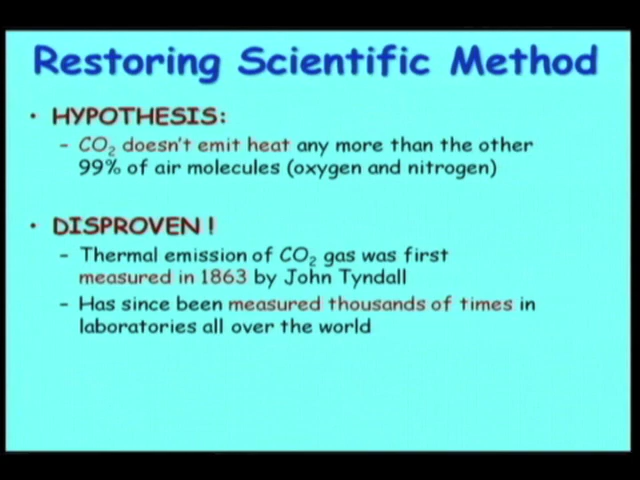 Restoring Scientific Method
• HYPOTHESIS:
– CO₂ doesn't emit heat any more than the other
99% of air molecules (oxygen and nitrogen)
• DISPROVEN !
– Thermal emission of CO₂ gas was first
measured in 1863 by John Tyndall
– Has since been measured thousands of times in
laboratories all over the world